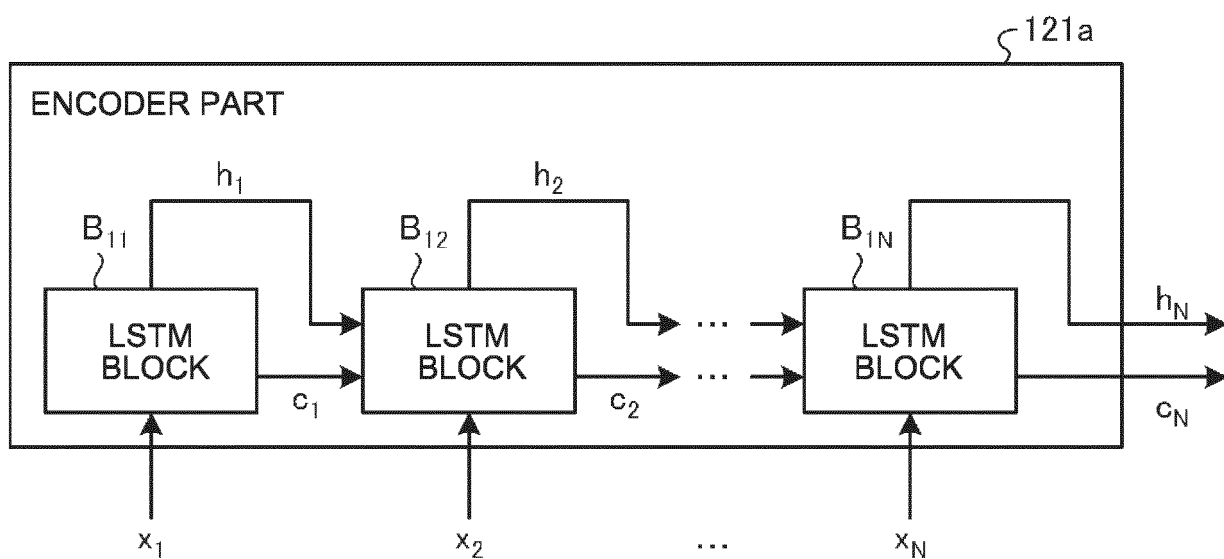 121a
ENCODER PART
h₁ h₂
B₁₁ B₁₂ B₁N
LSTM BLOCK LSTM BLOCK ... LSTM BLOCK hN
...
c₁ c₂ cN
x₁ x₂ ... xN